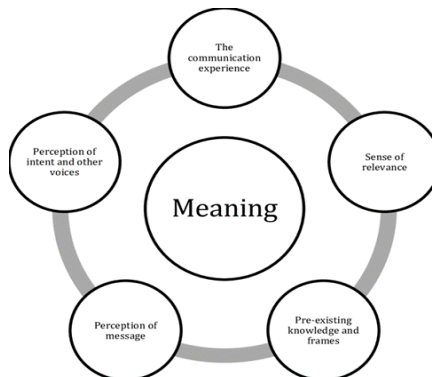 The
communication
experience
Perception of
intent and other
voices
Sense of
relevance
Meaning
Perception of
message
Pre-existing
knowledge and
frames